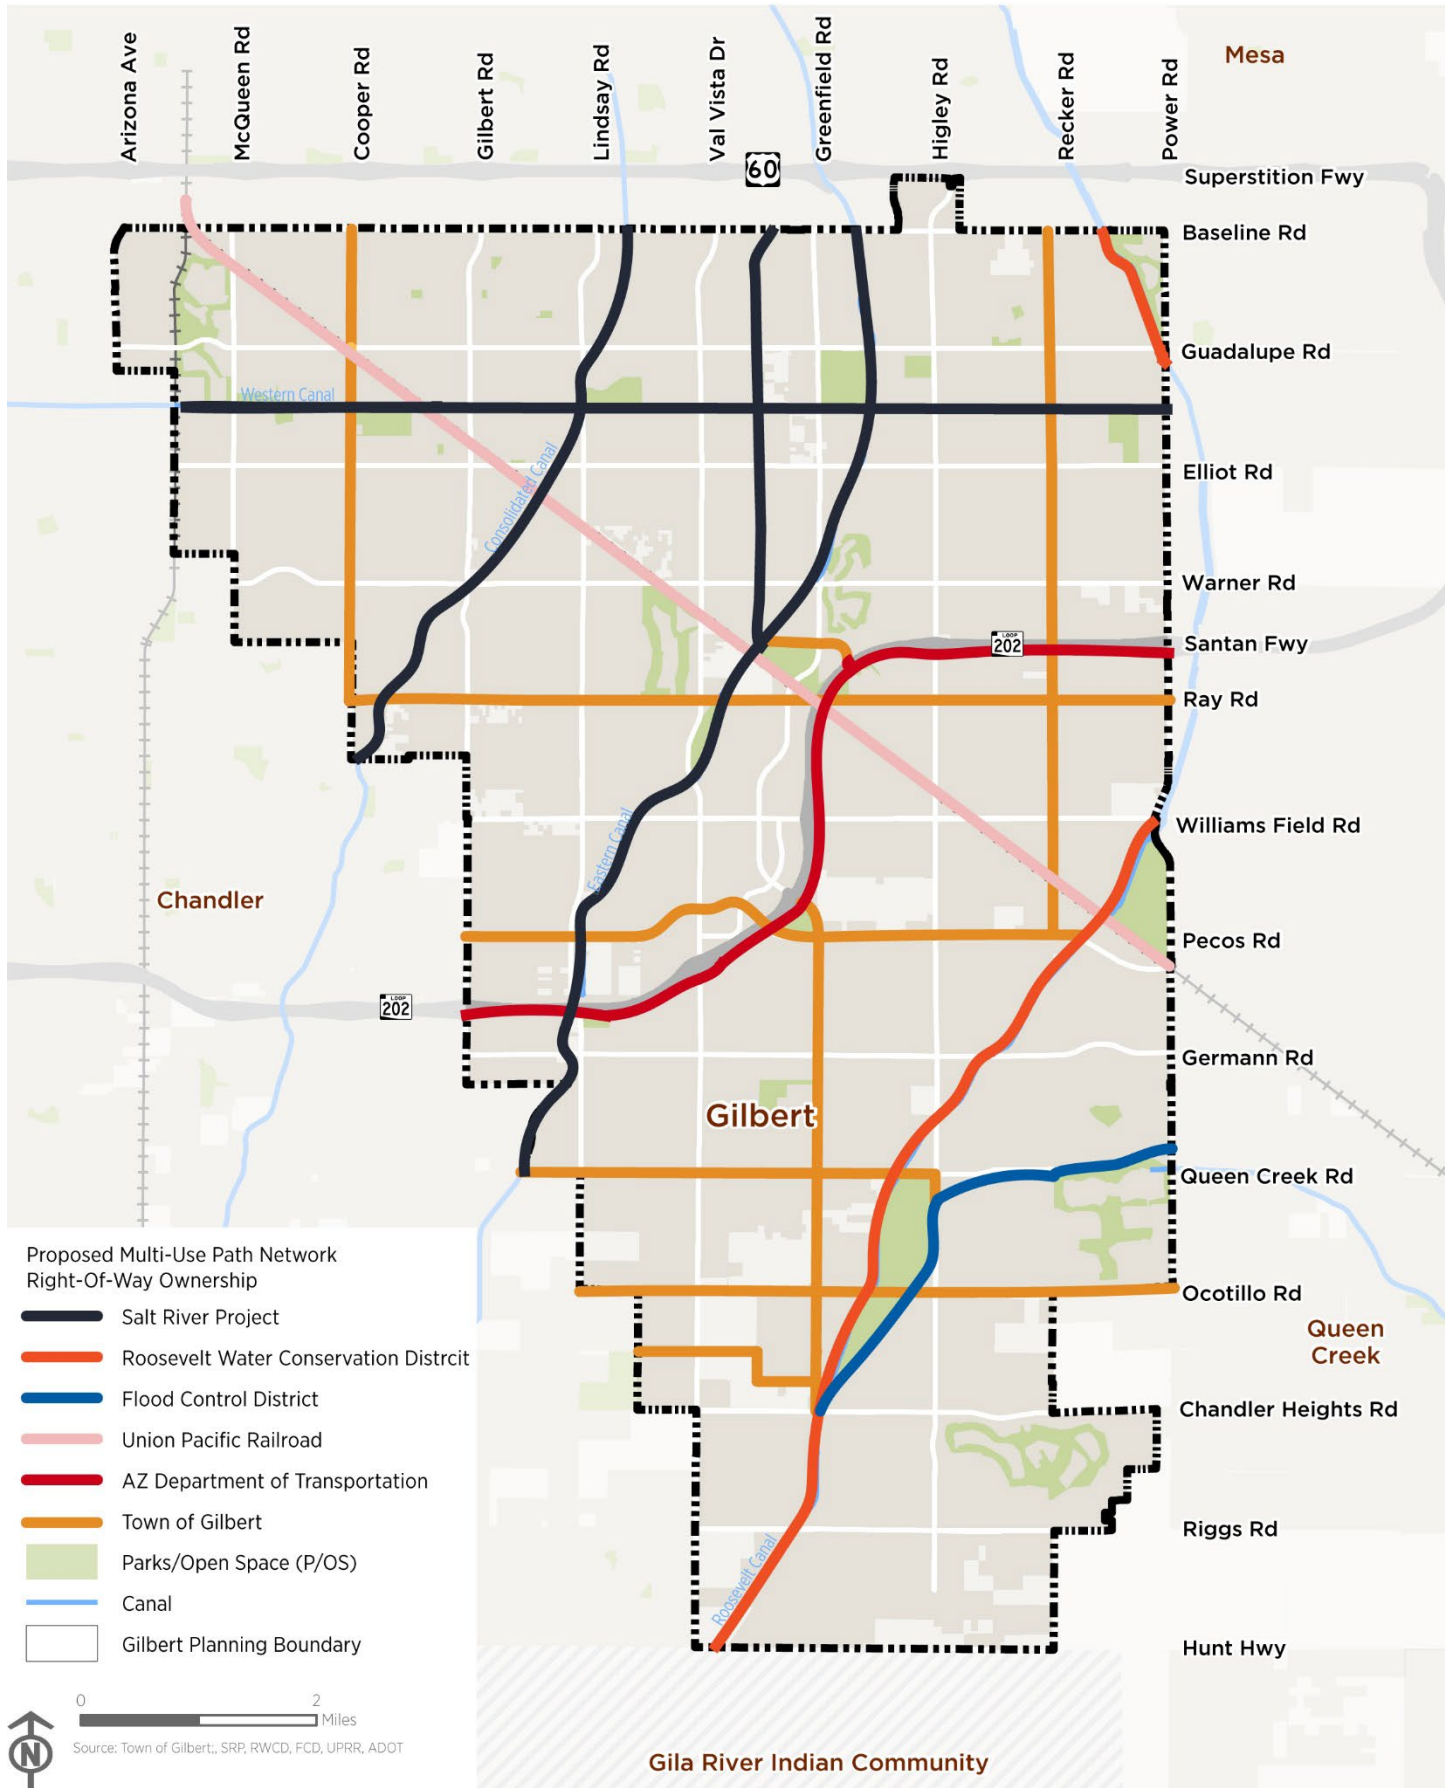 Arizona Ave
McQueen Rd
Cooper Rd
Gilbert Rd
Lindsay Rd
Val Vista Dr
Greenfield Rd
Higley Rd
Recker Rd
Power Rd
Mesa
60
Superstition Fwy
Baseline Rd
Guadalupe Rd
Western Canal
Consolidated Canal
Elliot Rd
Warner Rd
LOOP
202
Santan Fwy
Ray Rd
Eastern Canal
Williams Field Rd
Chandler
Pecos Rd
LOOP
202
Germann Rd
Gilbert
Queen Creek Rd
Ocotillo Rd
Queen
Creek
Chandler Heights Rd
Riggs Rd
Roosevelt Canal
Hunt Hwy
Gila River Indian Community
Proposed Multi-Use Path Network
Right-Of-Way Ownership
Salt River Project
Roosevelt Water Conservation Distrcit
Flood Control District
Union Pacific Railroad
AZ Department of Transportation
Town of Gilbert
Parks/Open Space (P/OS)
Canal
Gilbert Planning Boundary
0 2
Miles
N
Source: Town of Gilbert;, SRP, RWCD, FCD, UPRR, ADOT